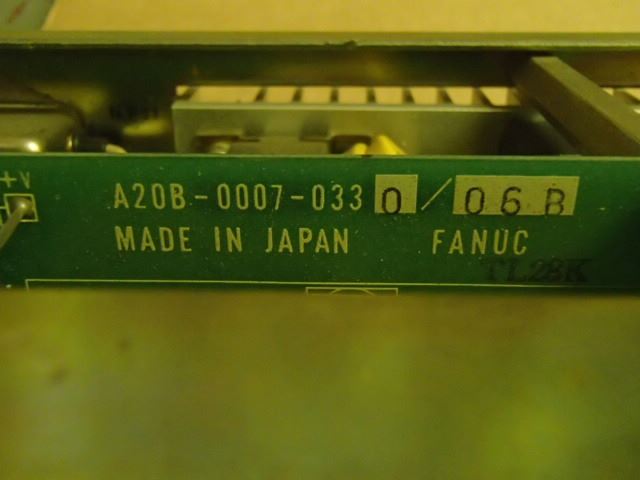 +V
A20B-0007-0330/06B
MADE IN JAPAN FANUC
TL28K